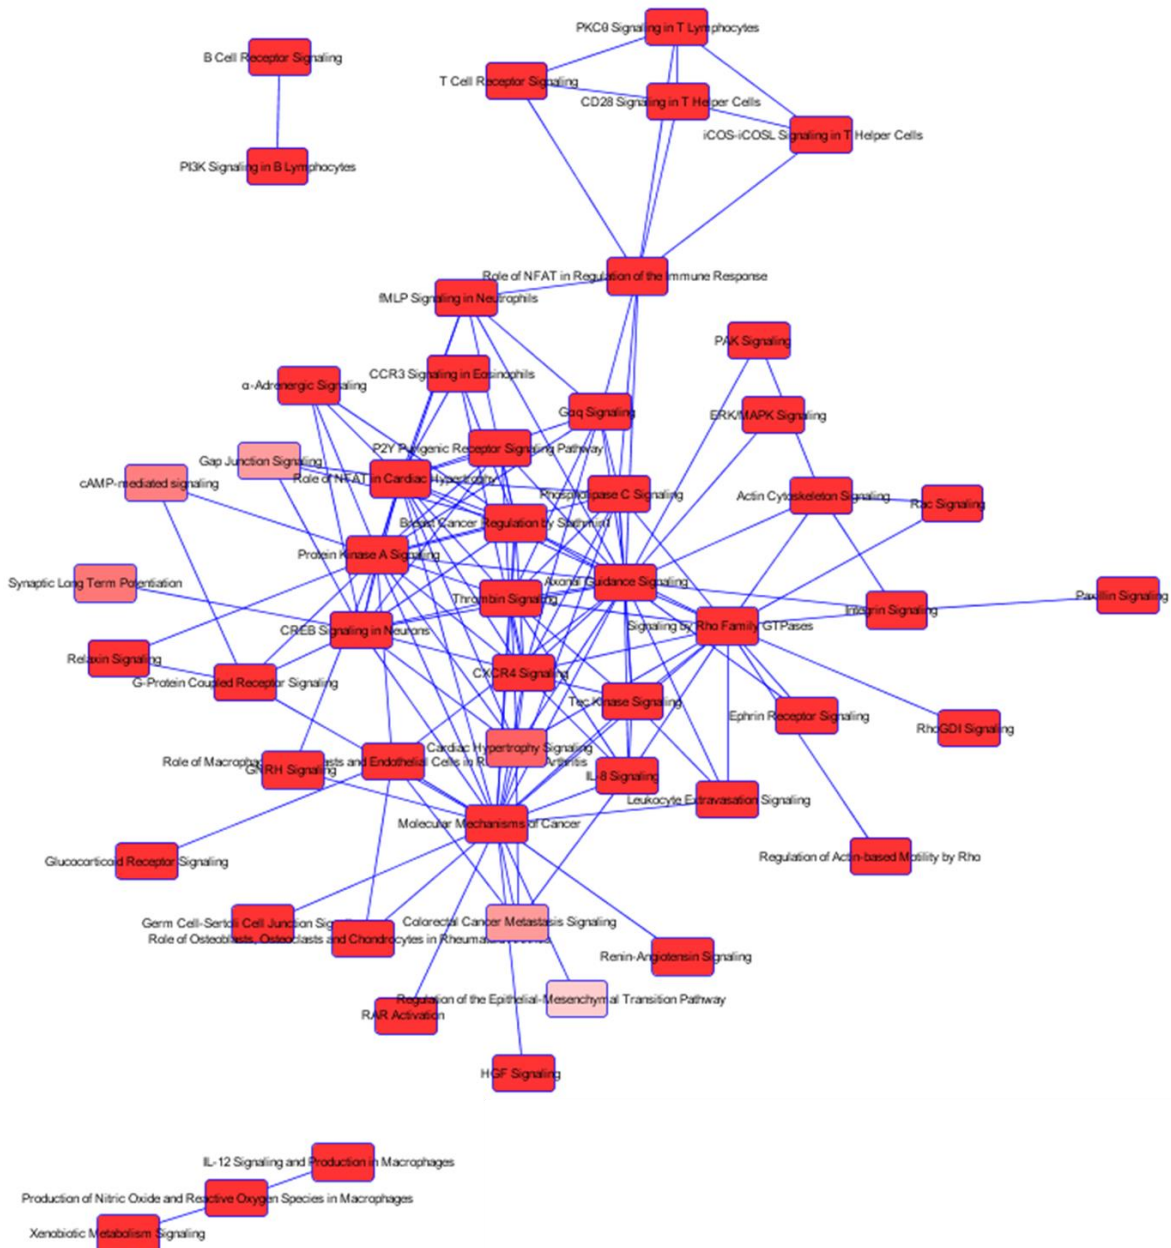 PKCθ Signaling in T Lymphocytes
B Cell Receptor Signaling
T Cell Receptor Signaling
CD28 Signaling in T Helper Cells
iCOS-iCOSL Signaling in T Helper Cells
PI3K Signaling in B Lymphocytes
Role of NFAT in Regulation of the Immune Response
fMLP Signaling in Neutrophils
PAK Signaling
CCR3 Signaling in Eosinophils
α-Adrenergic Signaling
Gαq Signaling
ERK/MAPK Signaling
P2Y Purigenic Receptor Signaling Pathway
Gap Junction Signaling
Role of NFAT in Cardiac Hypertrophy
cAMP-mediated signaling
Phospholipase C Signaling
Actin Cytoskeleton Signaling
Rac Signaling
Breast Cancer Regulation by Stathmin1
Protein Kinase A Signaling
Synaptic Long Term Potentiation
Axonal Guidance Signaling
Thrombin Signaling
Paxillin Signaling
Integrin Signaling
Signaling by Rho Family GTPases
CREB Signaling in Neurons
Relaxin Signaling
CXCR4 Signaling
G-Protein Coupled Receptor Signaling
Tec Kinase Signaling
Ephrin Receptor Signaling
RhoGDI Signaling
Cardiac Hypertrophy Signaling
Role of Macropha and Endothelial Cells in Arthritis
GNRH Signaling
IL-8 Signaling
Leukocyte Extravasation Signaling
Molecular Mechanisms of Cancer
Regulation of Actin-based Motility by Rho
Glucocorticoid Receptor Signaling
Germ Cell-Sertoli Cell Junction
Colorectal Cancer Metastasis Signaling
Role of Osteoblasts, Osteoclasts and Chondrocytes in
Renin-Angiotensin Signaling
Regulation of the Epithelial-Mesenchymal Transition Pathway
RAR Activation
HGF Signaling
IL-12 Signaling and Production in Macrophages
Production of Nitric Oxide and Reactive Oxygen Species in Macrophages
Xenobiotic Metabolism Signaling